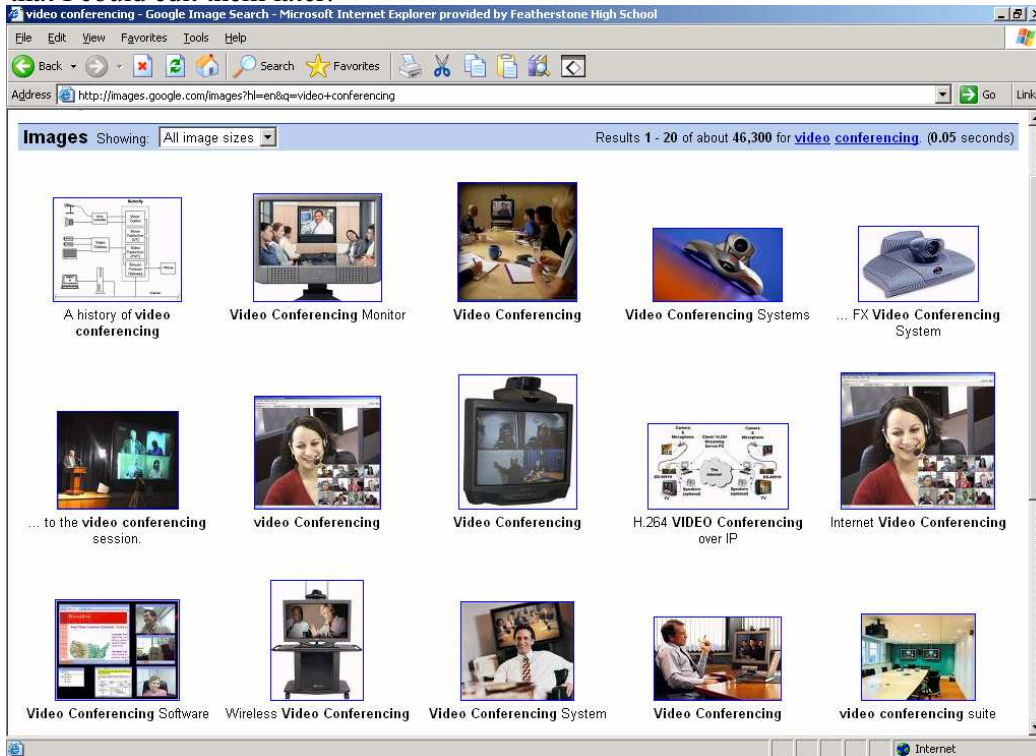 that I could edit them later.
video conferencing - Google Image Search - Microsoft Internet Explorer provided by Featherstone High School
File Edit View Favorites Tools Help
Back Search Favorites
Address http://images.google.com/images?hl=en&q=video+conferencing Go Link
Images Showing: All image sizes Results 1 - 20 of about 46,300 for video conferencing. (0.05 seconds)
A history of video
conferencing
Video Conferencing Monitor
Video Conferencing
Video Conferencing Systems
... FX Video Conferencing
System
... to the video conferencing
session.
video Conferencing
Video Conferencing
H.264 VIDEO Conferencing
over IP
Internet Video Conferencing
Video Conferencing Software
Wireless Video Conferencing
Video Conferencing System
Video Conferencing
video conferencing suite
Internet